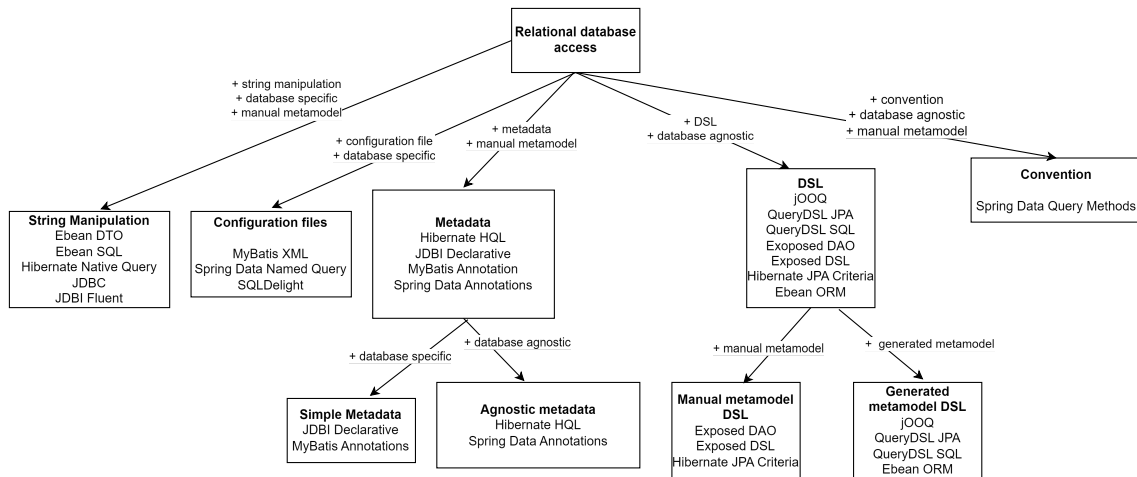 Relational database
access
+ string manipulation
+ database specific
+ manual metamodel
+ configuration file
+ database specific
+ metadata
+ manual metamodel
+ DSL
+ database agnostic
+ convention
+ database agnostic
+ manual metamodel
String Manipulation
Ebean DTO
Ebean SQL
Hibernate Native Query
JDBC
JDBI Fluent
Configuration files
MyBatis XML
Spring Data Named Query
SQLDelight
Metadata
Hibernate HQL
JDBI Declarative
MyBatis Annotation
Spring Data Annotations
DSL
jOOQ
QueryDSL JPA
QueryDSL SQL
Exoposed DAO
Exposed DSL
Hibernate JPA Criteria
Ebean ORM
Convention
Spring Data Query Methods
+ database specific
+ database agnostic
+ manual metamodel
+ generated metamodel
Simple Metadata
JDBI Declarative
MyBatis Annotations
Agnostic metadata
Hibernate HQL
Spring Data Annotations
Manual metamodel
DSL
Exposed DAO
Exposed DSL
Hibernate JPA Criteria
Generated
metamodel DSL
jOOQ
QueryDSL JPA
QueryDSL SQL
Ebean ORM